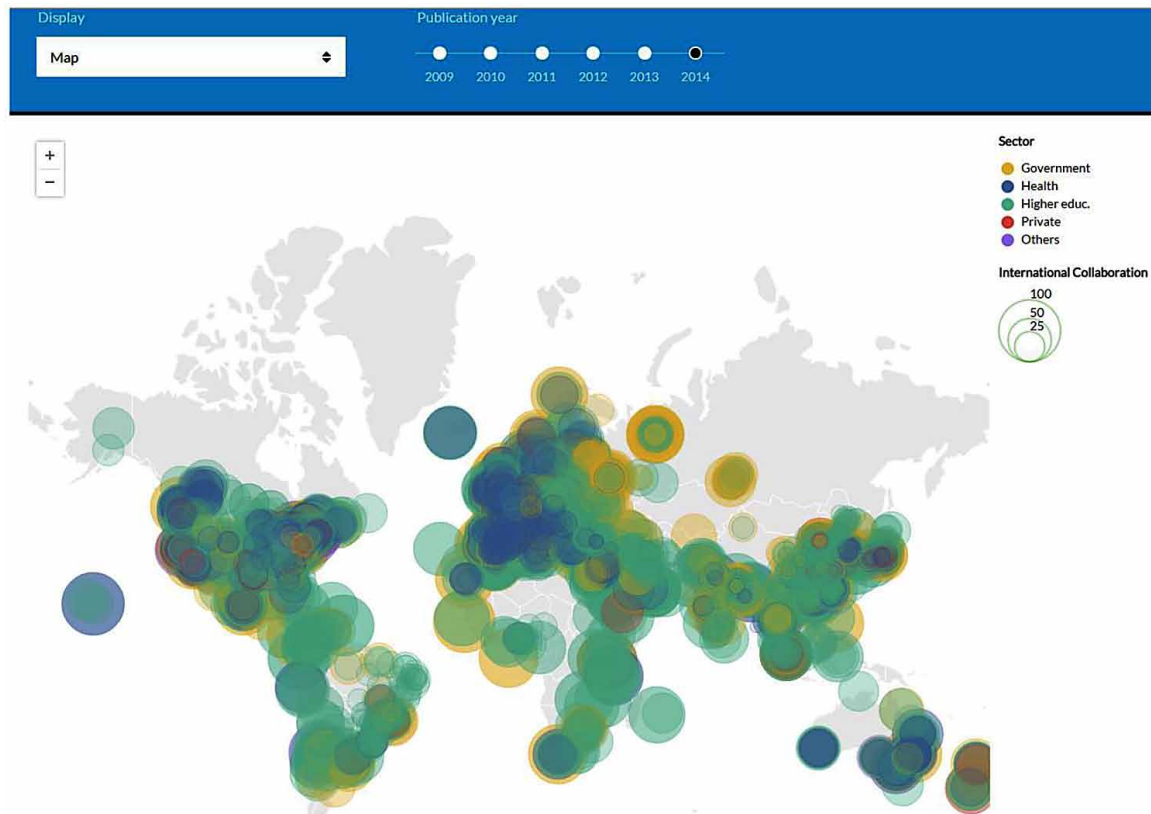 Display
Publication year
Map
2009 2010 2011 2012 2013 2014
+
−
Sector
Government
Health
Higher educ.
Private
Others
International Collaboration
100
50
25